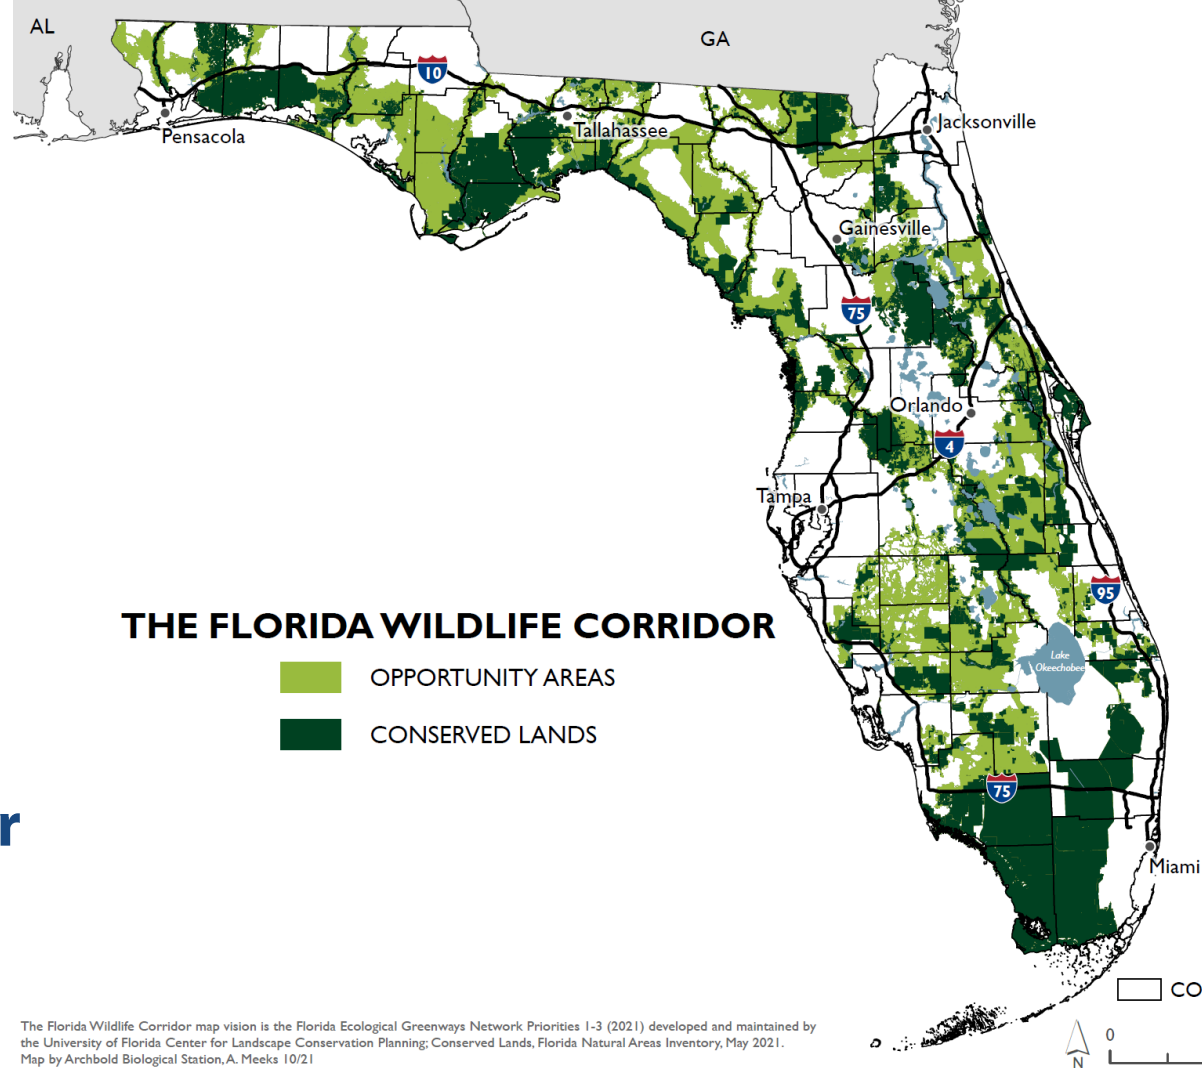 AL
GA
10
Pensacola
Tallahassee
Jacksonville
Gainesville
75
Orlando
4
Tampa
95
THE FLORIDA WILDLIFE CORRIDOR
Lake
Okeechobee
OPPORTUNITY AREAS
CONSERVED LANDS
75
r
Miami
CO
The Florida Wildlife Corridor map vision is the Florida Ecological Greenways Network Priorities 1-3 (2021) developed and maintained by
the University of Florida Center for Landscape Conservation Planning; Conserved Lands, Florida Natural Areas Inventory, May 2021.
Map by Archbold Biological Station, A. Meeks 10/21
0
N